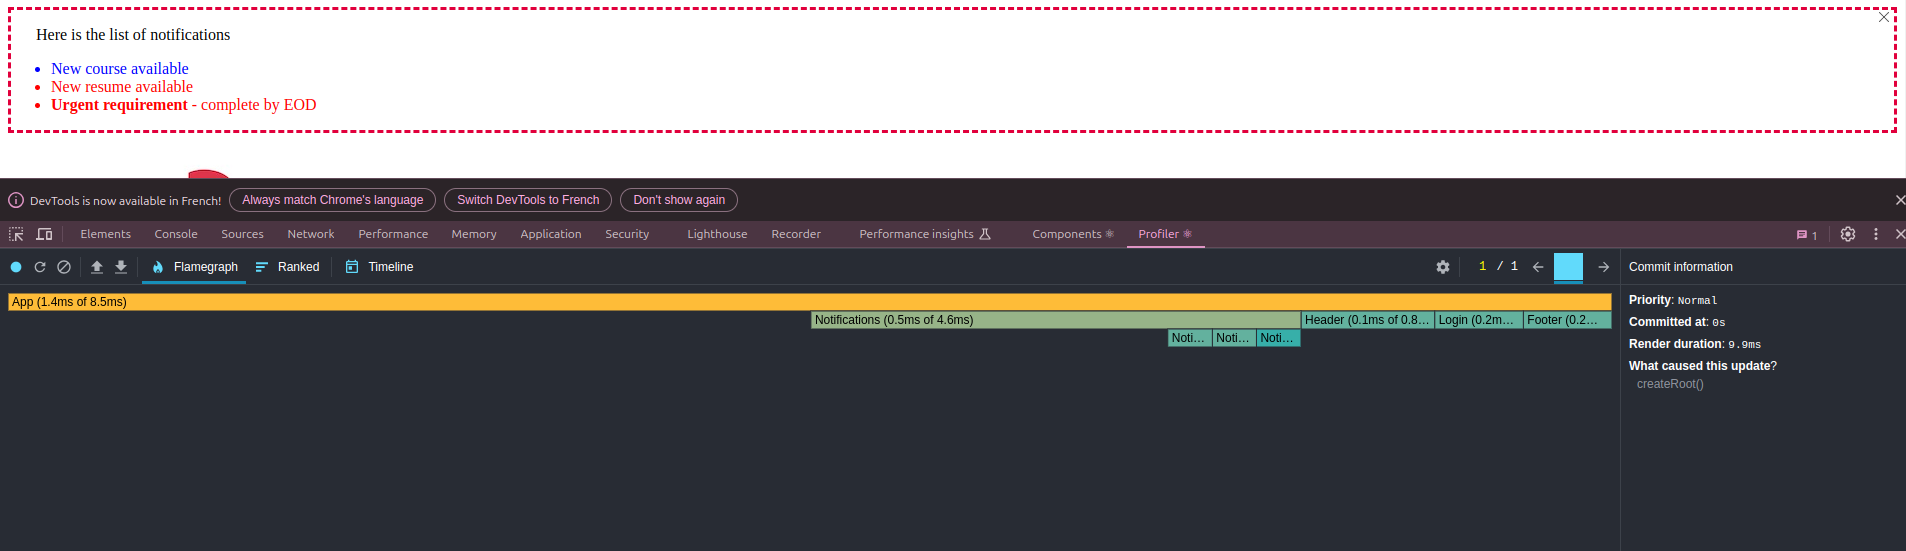 Here is the list of notifications
New course available
New resume available
Urgent requirement - complete by EOD
DevTools is now available in French! Always match Chrome's language Switch DevTools to French Don't show again
Elements Console Sources Network Performance Memory Application Security Lighthouse Recorder Performance insights Components Profiler 1
Flamegraph Ranked Timeline 1 / 1 Commit information
App (1.4ms of 8.5ms)
Priority: Normal
Notifications (0.5ms of 4.6ms) Header (0.1ms of 0.8... Login (0.2m... Footer (0.2...
Committed at: 0s
Noti... Noti... Noti...
Render duration: 9.9ms
What caused this update?
createRoot()